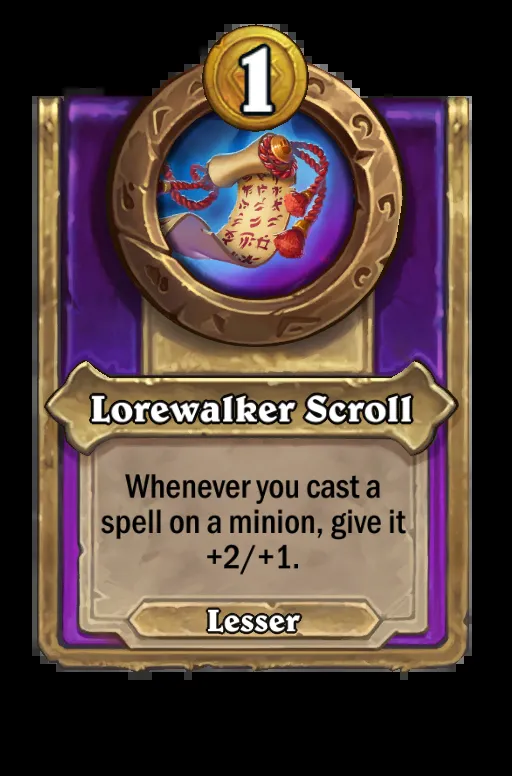 1
Lorewalker Scroll
Whenever you cast a
spell on a minion, give it
+2/+1.
Lesser